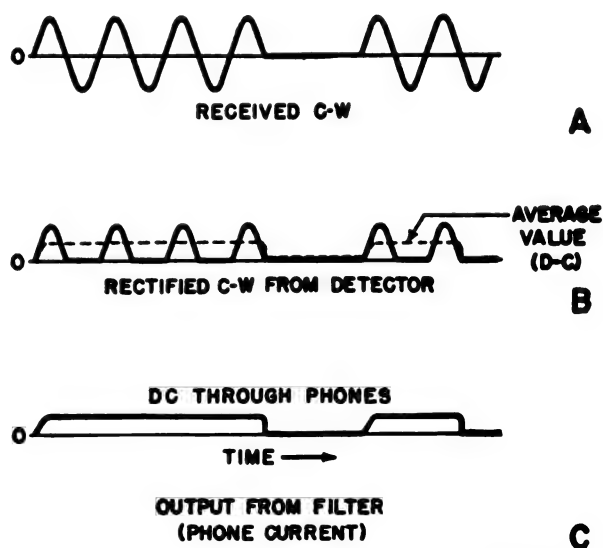 0
RECEIVED C-W
A
0
AVERAGE
VALUE
(D-C)
RECTIFIED C-W FROM DETECTOR
B
DC THROUGH PHONES
0
TIME
OUTPUT FROM FILTER
(PHONE CURRENT)
C